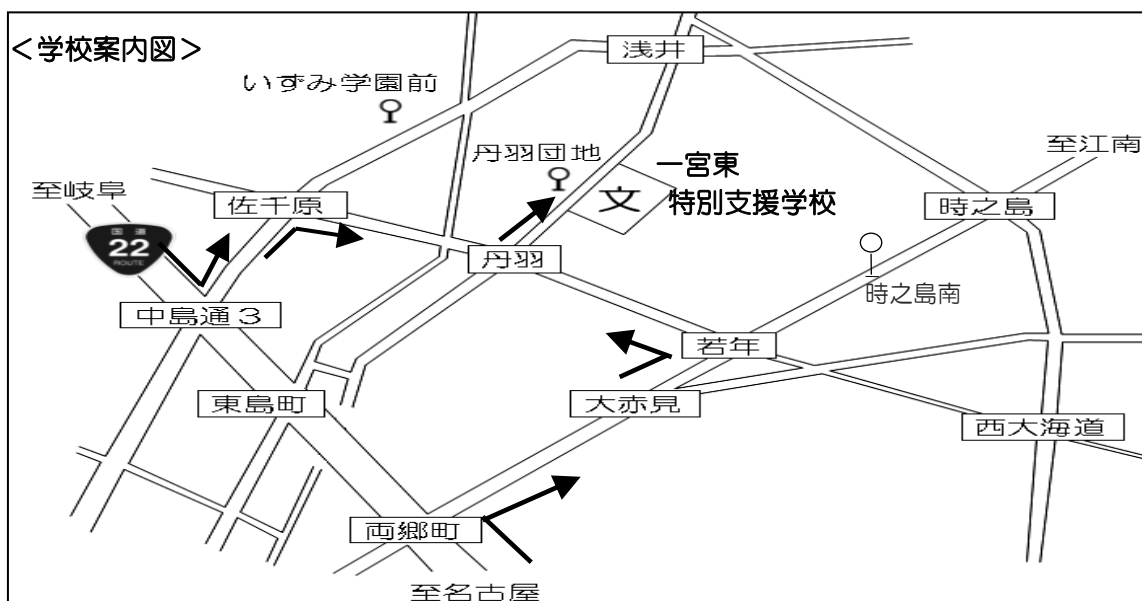 <学校案内図>
浅井
いずみ学園前
丹羽団地
一宮東
特別支援学校
文
至江南
至岐阜
佐千原
時之島
国道
22
ROUTE
丹羽
時之島南
中島通3
若年
東島町
大赤見
西大海道
両郷町
至名古屋